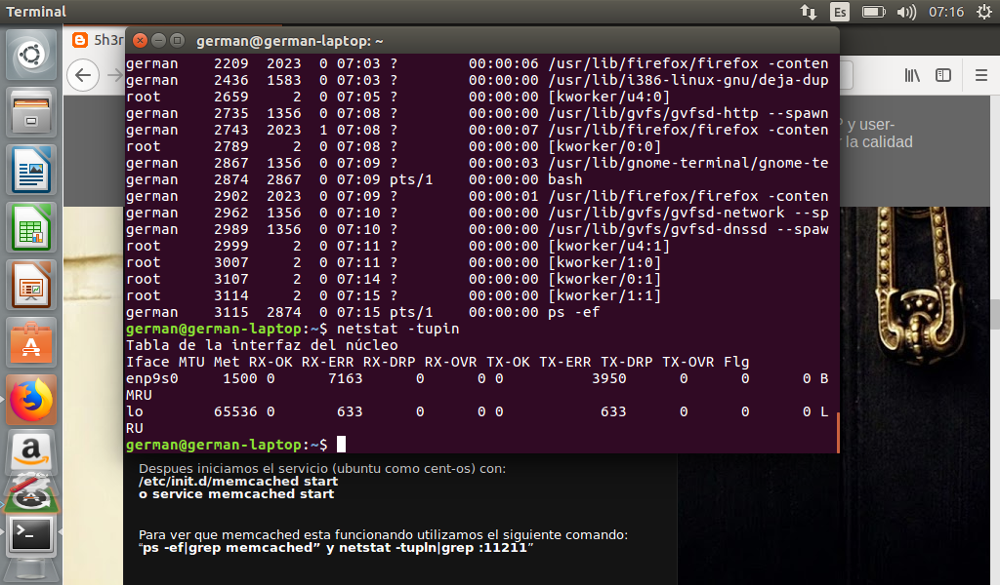 Terminal
Es
07:16
5h3r
german@german-laptop: ~
german    2209  2023  0 07:03 ?        00:00:06 /usr/lib/firefox/firefox -conten
german    2436  1583  0 07:03 ?        00:00:00 /usr/lib/i386-linux-gnu/deja-dup
root      2659     2  0 07:05 ?        00:00:00 [kworker/u4:0]
german    2735  1356  0 07:08 ?        00:00:00 /usr/lib/gvfs/gvfsd-http --spawn
german    2743  2023  1 07:08 ?        00:00:07 /usr/lib/firefox/firefox -conten
root      2789     2  0 07:08 ?        00:00:00 [kworker/0:0]
german    2867  1356  0 07:09 ?        00:00:03 /usr/lib/gnome-terminal/gnome-te
german    2874  2867  0 07:09 pts/1    00:00:00 bash
german    2902  2023  0 07:09 ?        00:00:01 /usr/lib/firefox/firefox -conten
german    2962  1356  0 07:10 ?        00:00:00 /usr/lib/gvfs/gvfsd-network --sp
german    2989  1356  0 07:10 ?        00:00:00 /usr/lib/gvfs/gvfsd-dnssd --spaw
root      2999     2  0 07:11 ?        00:00:00 [kworker/u4:1]
root      3007     2  0 07:11 ?        00:00:00 [kworker/1:0]
root      3107     2  0 07:14 ?        00:00:00 [kworker/0:1]
root      3114     2  0 07:15 ?        00:00:00 [kworker/1:1]
german    3115  2874  0 07:15 pts/1    00:00:00 ps -ef
german@german-laptop:~$ netstat -tupin
Tabla de la interfaz del núcleo
Iface MTU Met RX-OK RX-ERR RX-DRP RX-OVR TX-OK TX-ERR TX-DRP TX-OVR Flg
enp9s0     1500 0      7163      0      0 0          3950      0      0      0 B
MRU
lo        65536 0       633      0      0 0           633      0      0      0 L
RU
german@german-laptop:~$
y user-
la calidad
Despues iniciamos el servicio (ubuntu como cent-os) con:
/etc/init.d/memcached start
o service memcached start
Para ver que memcached esta funcionando utilizamos el siguiente comando:
“ps -ef|grep memcached” y netstat -tupln|grep :11211”